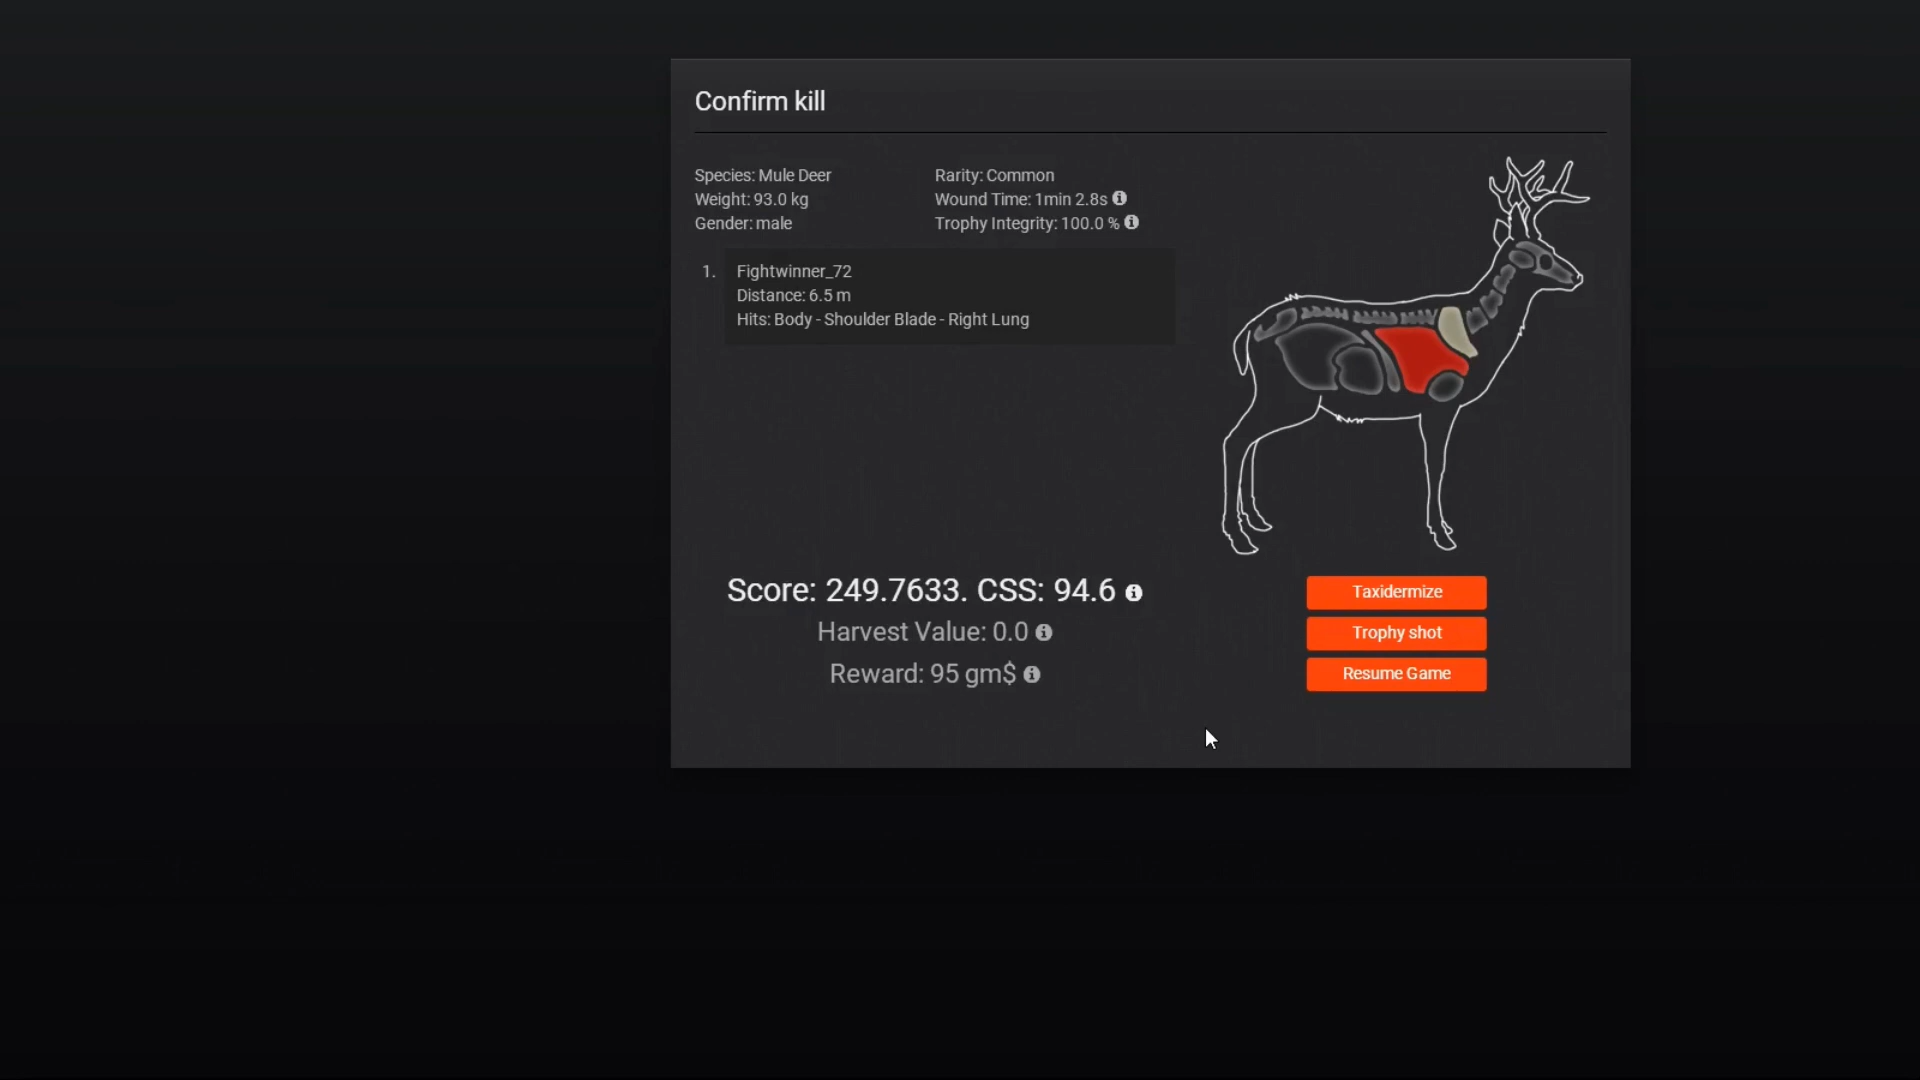 Confirm kill
Species: Mule Deer
Weight: 93.0 kg
Gender: male
Rarity: Common
Wound Time: 1min 2.8s
Trophy Integrity: 100.0 %
1. Fightwinner_72
Distance: 6.5 m
Hits: Body - Shoulder Blade - Right Lung
Score: 249.7633. CSS: 94.6
Harvest Value: 0.0
Reward: 95 gm$
Taxidermize
Trophy shot
Resume Game